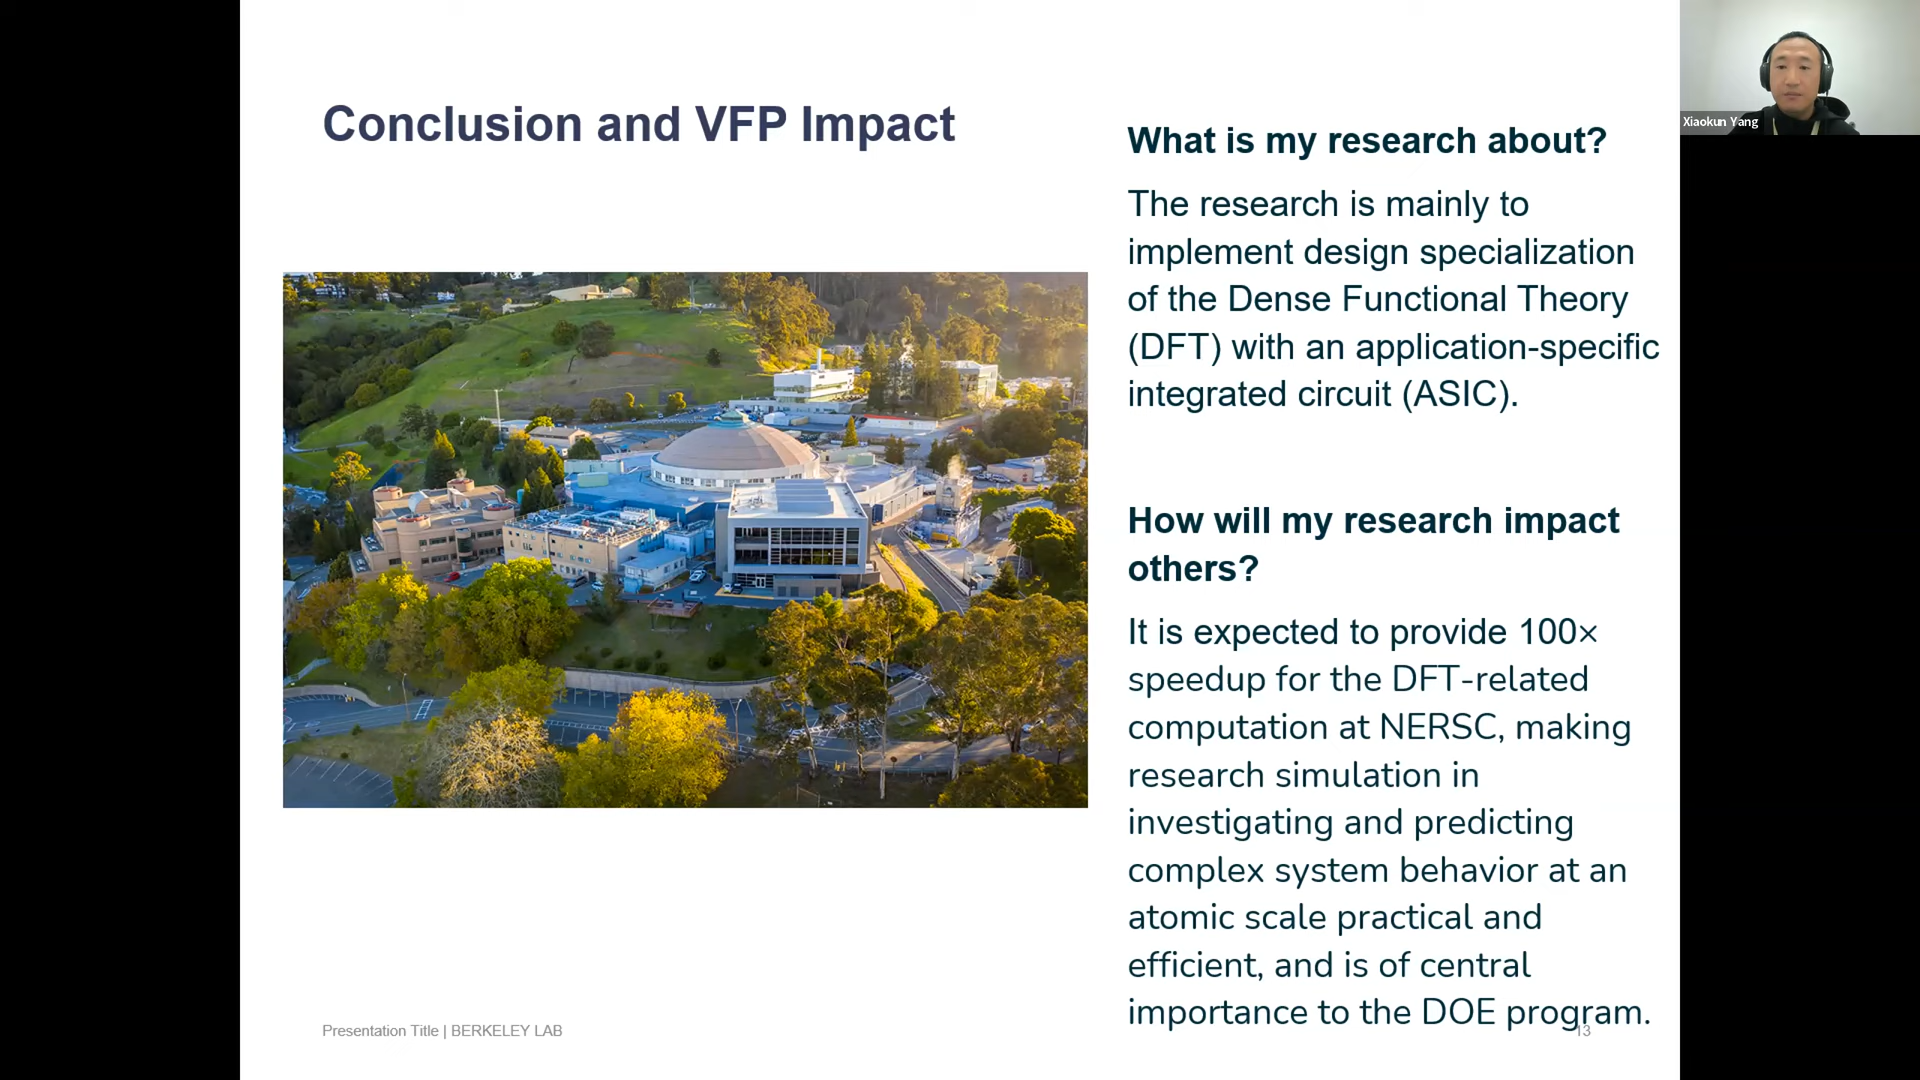 Conclusion and VFP Impact
What is my research about?
The research is mainly to
implement design specialization
of the Dense Functional Theory
(DFT) with an application-specific
integrated circuit (ASIC).
How will my research impact
others?
It is expected to provide 100×
speedup for the DFT-related
computation at NERSC, making
research simulation in
investigating and predicting
complex system behavior at an
atomic scale practical and
efficient, and is of central
importance to the DOE program.
Presentation Title | BERKELEY LAB
13
Xiaokun Yang